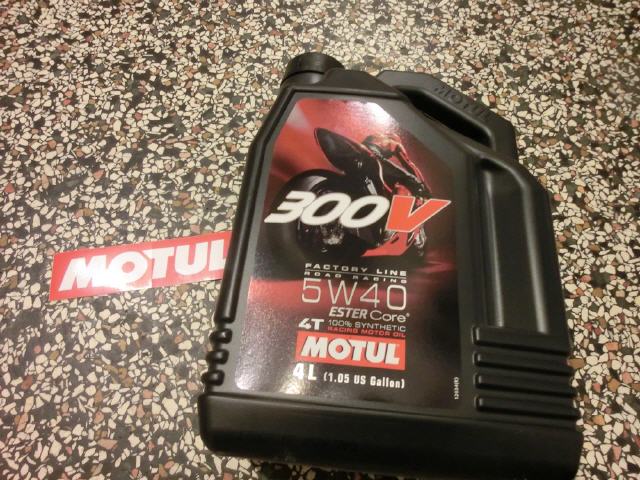 MOTUL
MOTUL
300V
FACTORY LINE
ROAD RACING
5W40
ESTER Core®
4T 100% SYNTHETIC
RACING MOTOR OIL
MOTUL
4L (1.05 US Gallon)